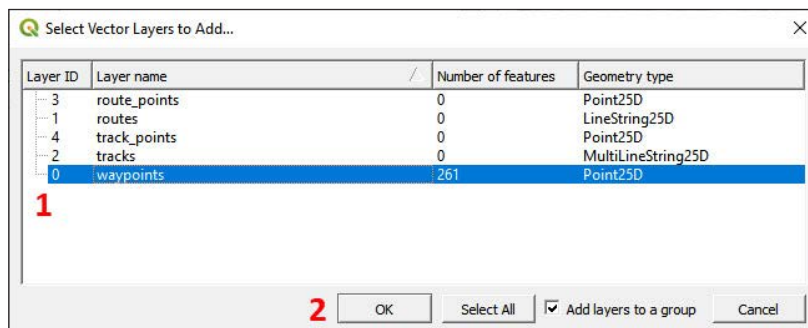 Select Vector Layers to Add...
Layer ID Layer name Number of features Geometry type
3 route_points 0 Point25D
1 routes 0 LineString25D
4 track_points 0 Point25D
2 tracks 0 MultiLineString25D
0 waypoints 261 Point25D
1
2 OK Select All Add layers to a group Cancel